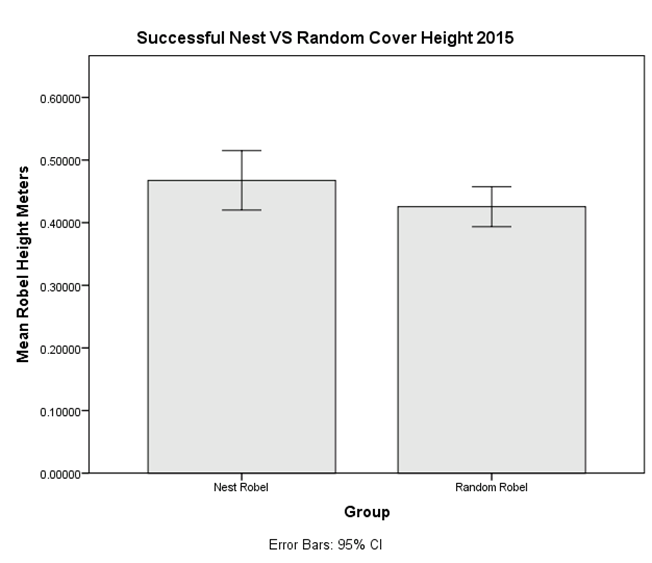 Successful Nest VS Random Cover Height 2015
Mean Robel Height Meters
0.60000
0.50000
0.40000
0.30000
0.20000
0.10000
0.00000
Nest Robel
Random Robel
Group
Error Bars: 95% CI